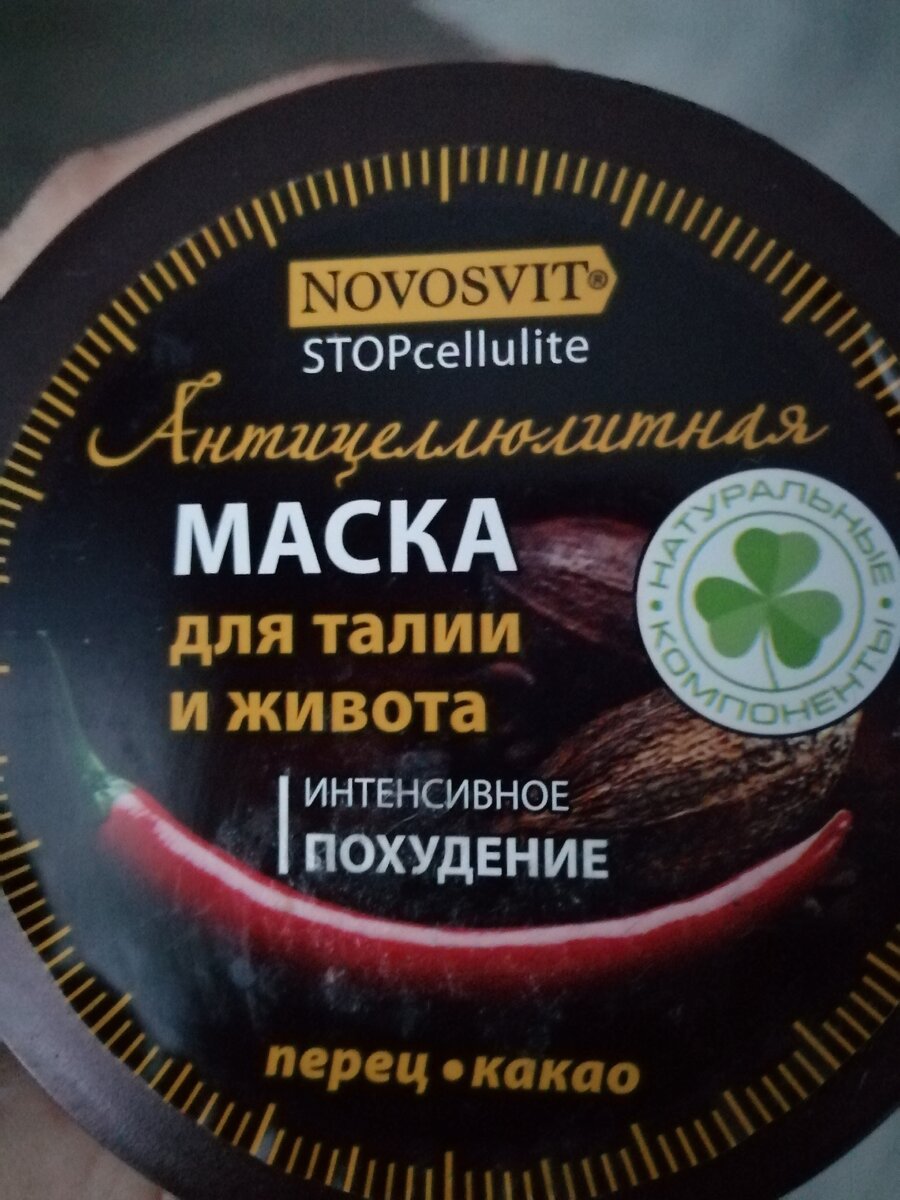 NOVOSVIT®
STOPcellulite
Антицеллюлитная
МАСКА
для талии
и живота
НАТУРАЛЬНЫЕ
КОМПОНЕНТЫ
ИНТЕНСИВНОЕ
ПОХУДЕНИЕ
перец • какао